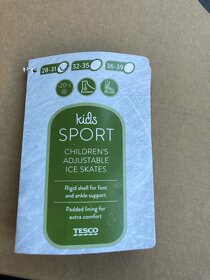 28-31 32-35 36-39
-20°C
kids
SPORT
CHILDREN'S
ADJUSTABLE
ICE SKATES
Rigid shell for foot
and ankle support
Padded lining for
extra comfort
TESCO